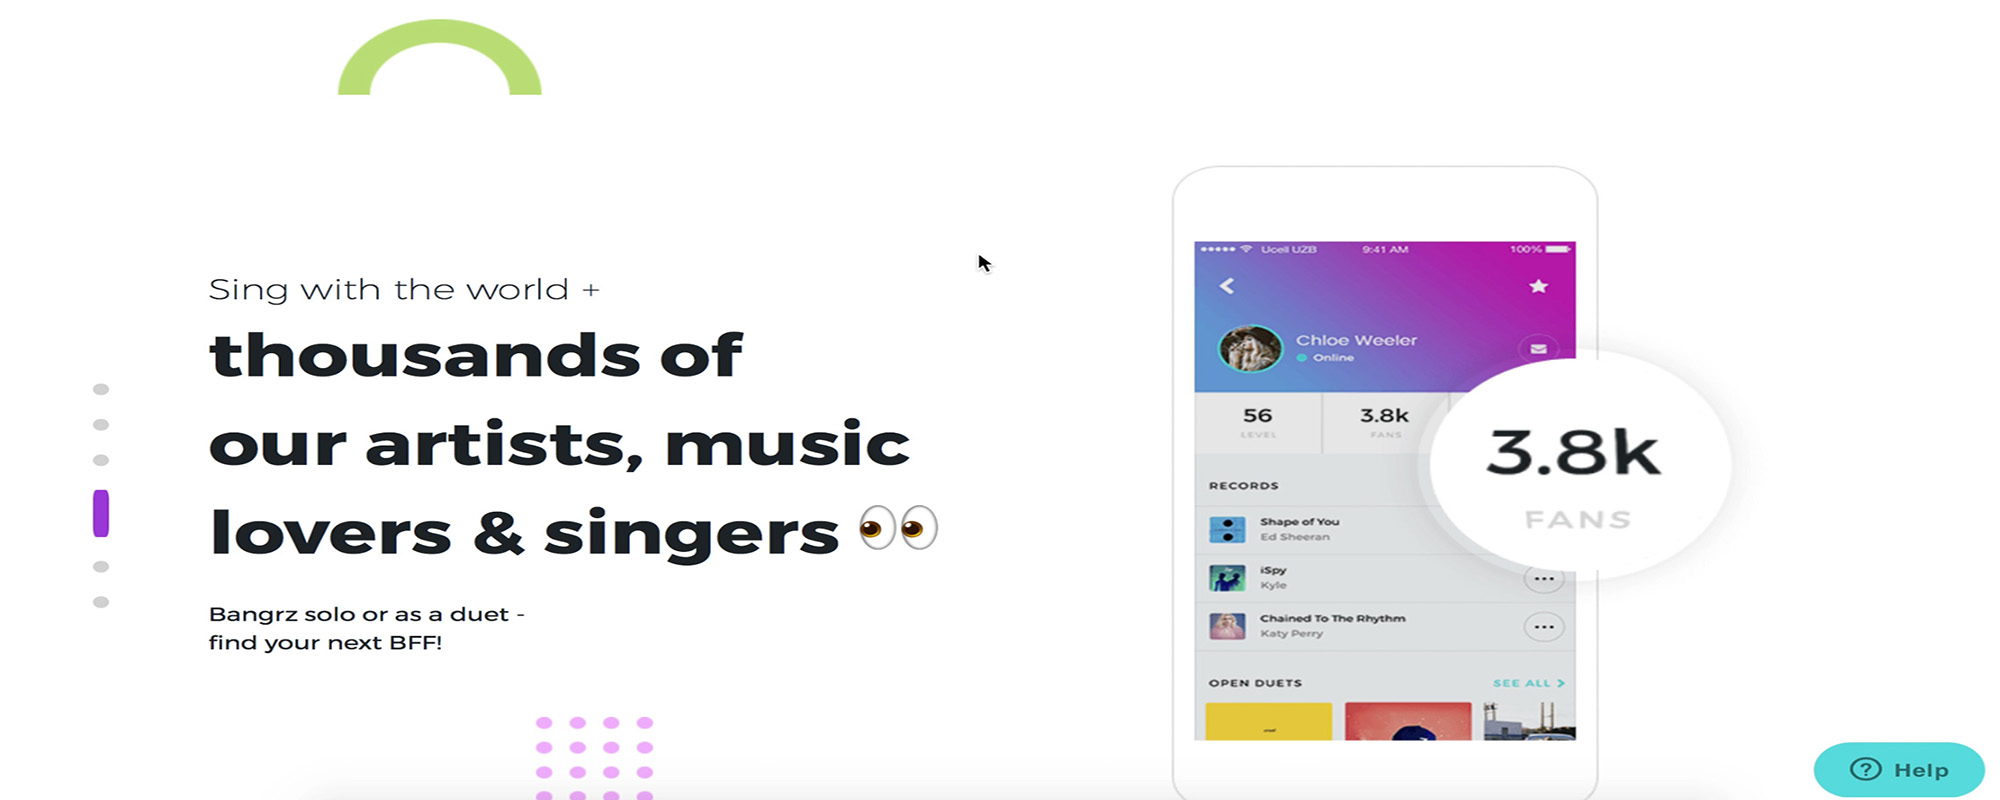 Sing with the world +
thousands of
our artists, music
lovers & singers 👀
Bangrz solo or as a duet -
find your next BFF!
Ucell UZB 9:41 AM 100%
Chloe Weeler
Online
56 3.8k
LEVEL FANS
3.8k
FANS
RECORDS
Shape of You
Ed Sheeran
iSpy
Kyle
Chained To The Rhythm
Katy Perry
OPEN DUETS SEE ALL >
Help